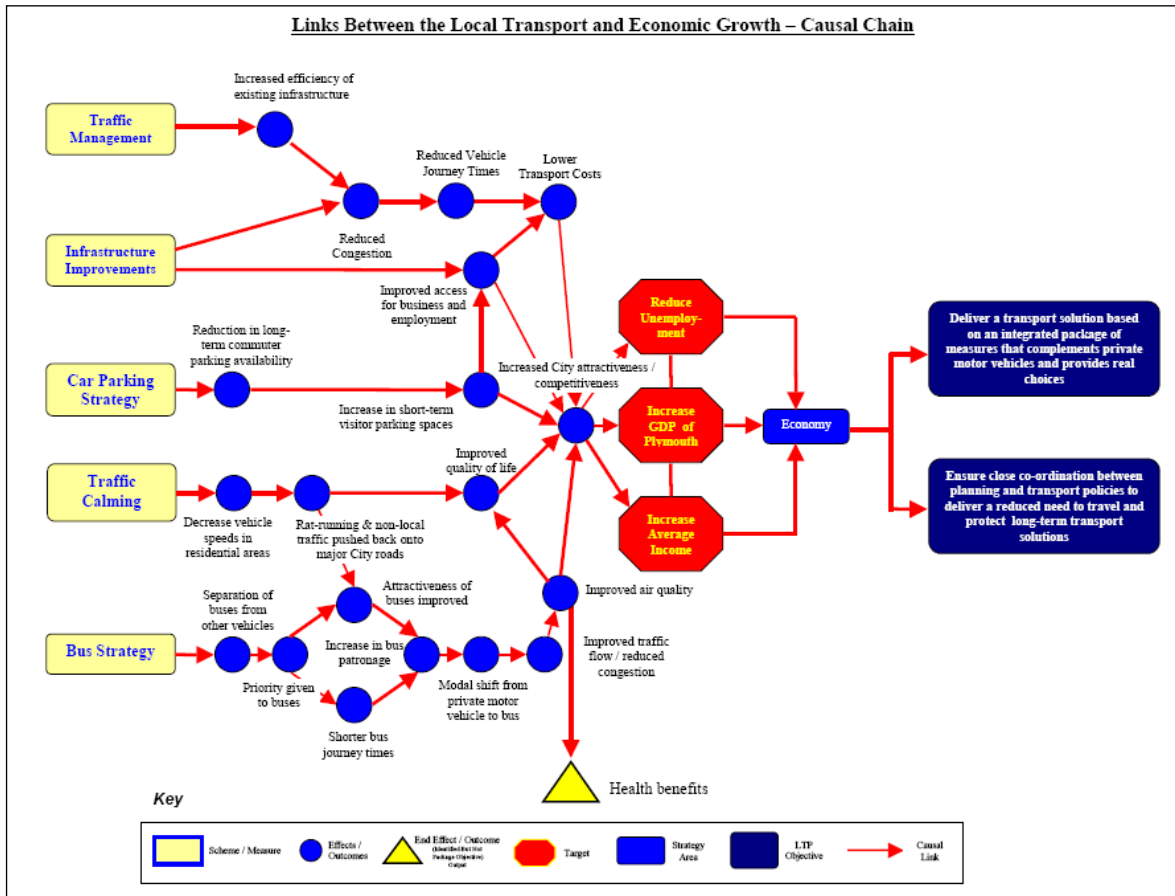 Links Between the Local Transport and Economic Growth – Causal Chain
Increased efficiency of
existing infrastructure
Traffic
Management
Reduced Vehicle
Journey Times
Lower
Transport Costs
Infrastructure
Improvements
Reduced
Congestion
Improved access
for business and
employment
Reduce
Unemploy-
ment
Deliver a transport solution based
on an integrated package of
measures that complements private
motor vehicles and provides real
choices
Reduction in long-
term commuter
parking availability
Car Parking
Strategy
Increased City attractiveness /
competitiveness
Increase in short-term
visitor parking spaces
Increase
GDP of
Plymouth
Economy
Improved
quality of life
Traffic
Calming
Decrease vehicle
speeds in
residential areas
Rat-running & non-local
traffic pushed back onto
major City roads
Increase
Average
Income
Ensure close co-ordination between
planning and transport policies to
deliver a reduced need to travel and
protect long-term transport
solutions
Separation of
buses from
other vehicles
Attractiveness of
buses improved
Improved air quality
Bus Strategy
Increase in bus
patronage
Improved traffic
flow / reduced
congestion
Priority given
to buses
Modal shift from
private motor
vehicle to bus
Shorter bus
journey times
Health benefits
Key
Scheme / Measure
Effects /
Outcomes
End Effect / Outcome
(Identified But Not
Package Objective)
Output
Target
Strategy
Area
LTP
Objective
Causal
Link